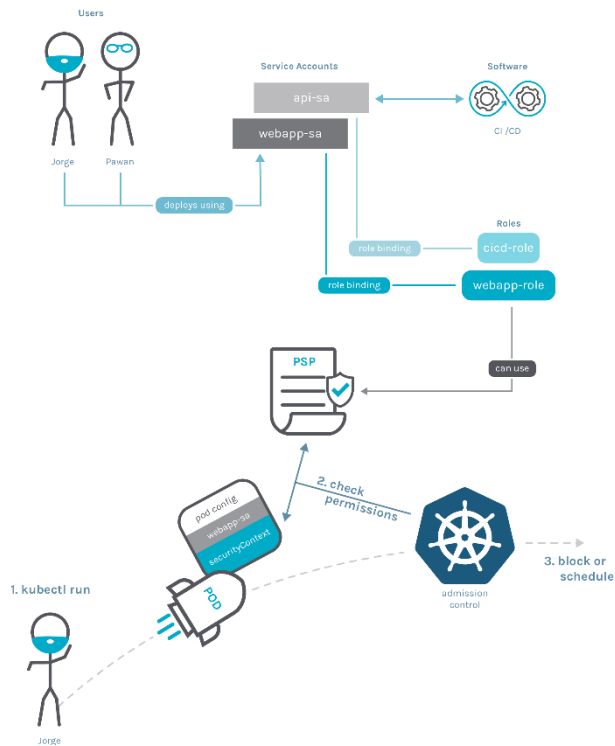 Users
Service Accounts
Software
api-sa
webapp-sa
CI /CD
Jorge
Pawan
deploys using
Roles
role binding
cicd-role
role binding
webapp-role
PSP
can use
2. check
permissions
pod config
webapp-sa
securityContext
POD
admission
control
3. block or
schedule
1. kubectl run
Jorge